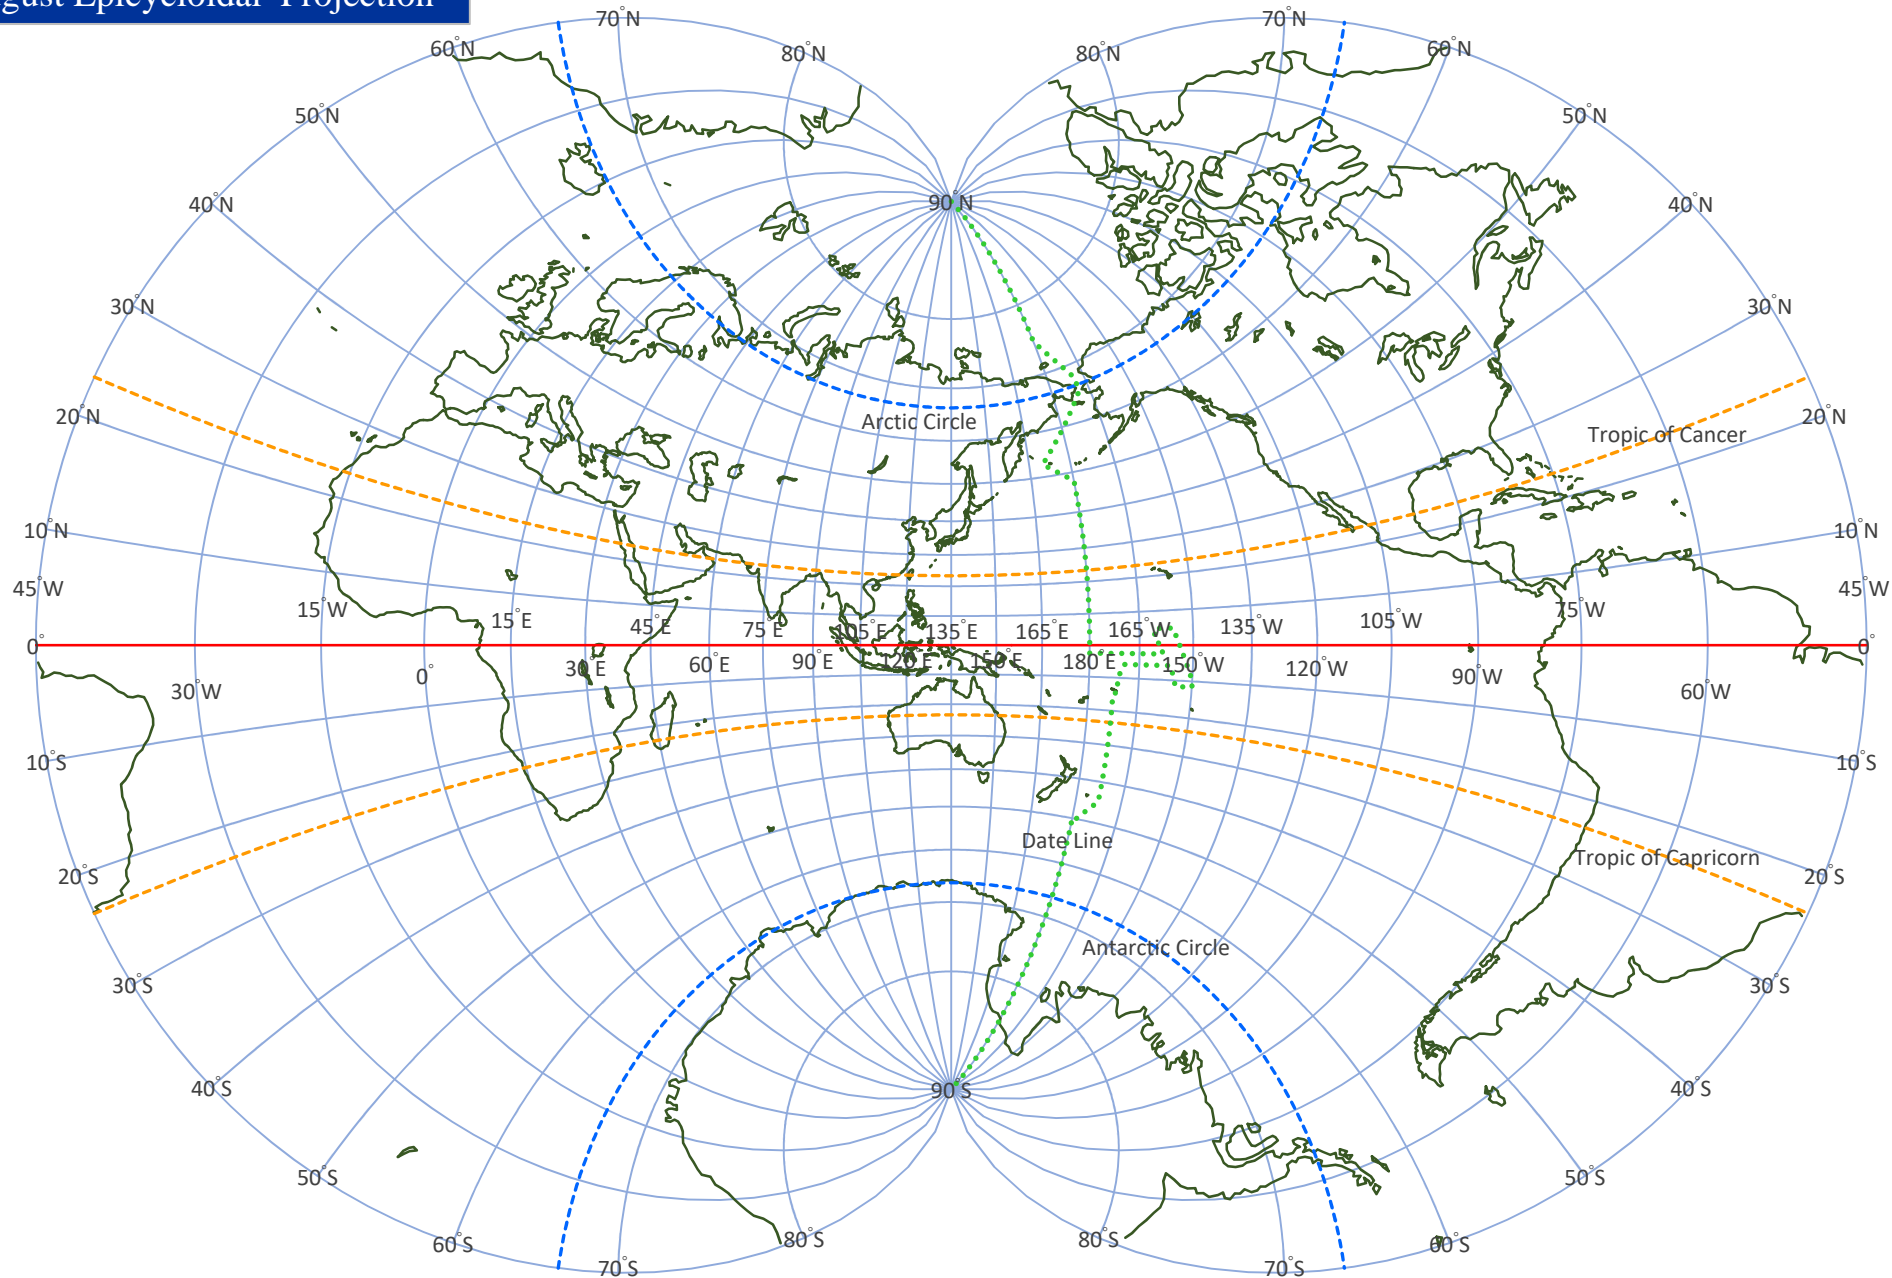 gust Epicycloidal Projection
70°N
70°N
60°N
80°N
80°N
60°N
50°N
50°N
40°N
90°N
40°N
30°N
30°N
20°N
Arctic Circle
Tropic of Cancer
20°N
10°N
10°N
45°W
45°W
15°W
15°E
45°E
75°E
105°E
135°E
165°E
165°W
135°W
105°W
75°W
0°
0°
30°W
0°
30°E
60°E
90°E
120°E
150°E
180°E
150°W
120°W
90°W
60°W
10°S
10°S
Date Line
Tropic of Capricorn
20°S
20°S
Antarctic Circle
30°S
30°S
40°S
90°S
40°S
50°S
50°S
60°S
80°S
80°S
60°S
70°S
70°S